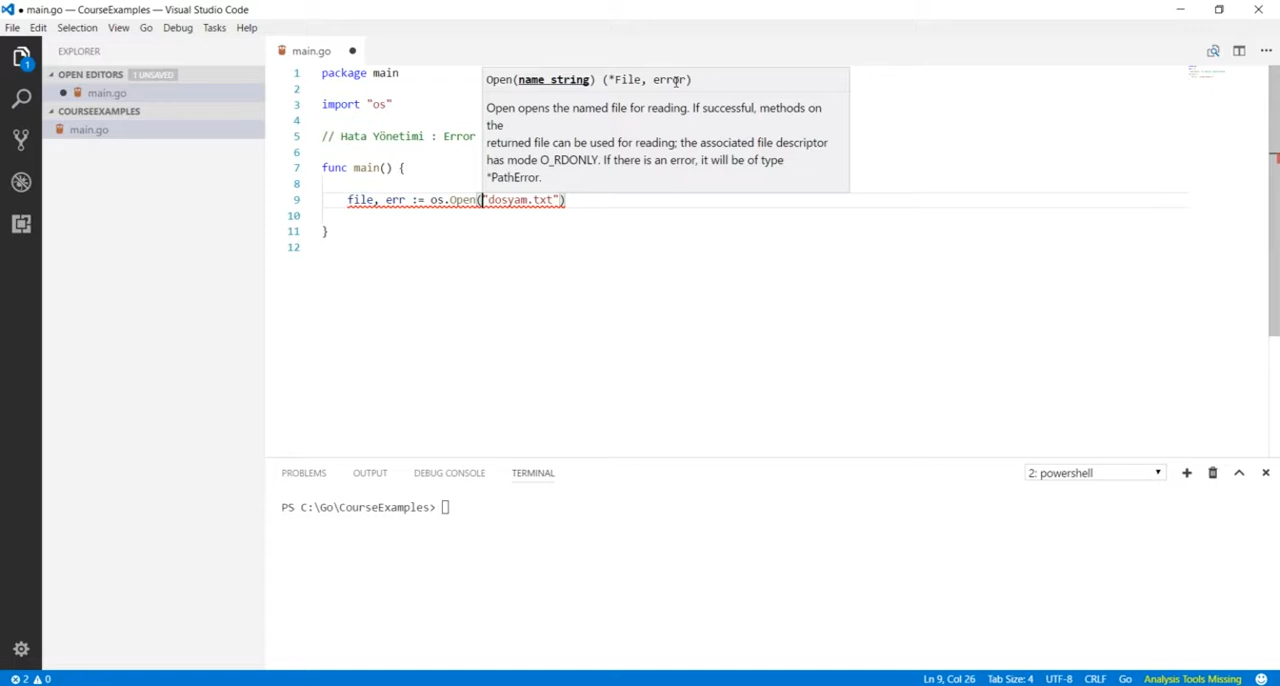 main.go — CourseExamples — Visual Studio Code
File Edit Selection View Go Debug Tasks Help
EXPLORER
main.go
OPEN EDITORS 1 UNSAVED
main.go
COURSEEXAMPLES
main.go
1
1 package main
2
3 import "os"
4
5 // Hata Yönetimi : Error
6
7 func main() {
8
9 file, err := os.Open("dosyam.txt")
10
11 }
12
Open(name string) (*File, error)
Open opens the named file for reading. If successful, methods on
the
returned file can be used for reading; the associated file descriptor
has mode O_RDONLY. If there is an error, it will be of type
*PathError.
PROBLEMS OUTPUT DEBUG CONSOLE TERMINAL 2: powershell
PS C:\Go\CourseExamples>
2 0 Ln 9, Col 26 Tab Size: 4 UTF-8 CRLF Go Analysis Tools Missing